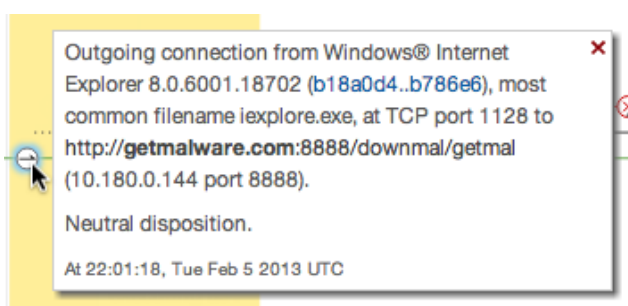 Outgoing connection from Windows® Internet
Explorer 8.0.6001.18702 (b18a0d4..b786e6), most
common filename iexplore.exe, at TCP port 1128 to
http://getmalware.com:8888/downmal/getmal
(10.180.0.144 port 8888).
Neutral disposition.
At 22:01:18, Tue Feb 5 2013 UTC